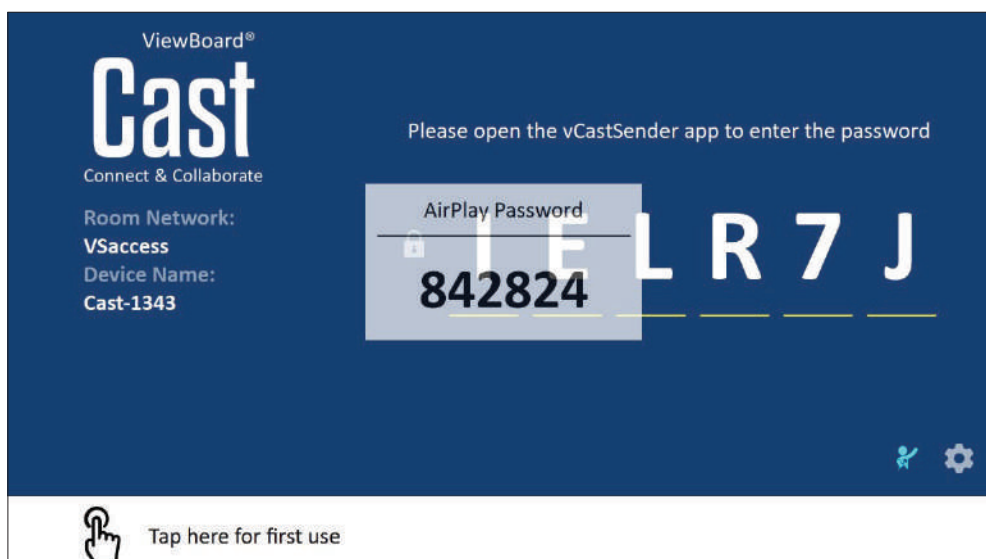 ViewBoard®
Cast
Connect & Collaborate
Room Network:
VSaccess
Device Name:
Cast-1343
Please open the vCastSender app to enter the password
AirPlay Password
842824
I E L R 7 J
Tap here for first use